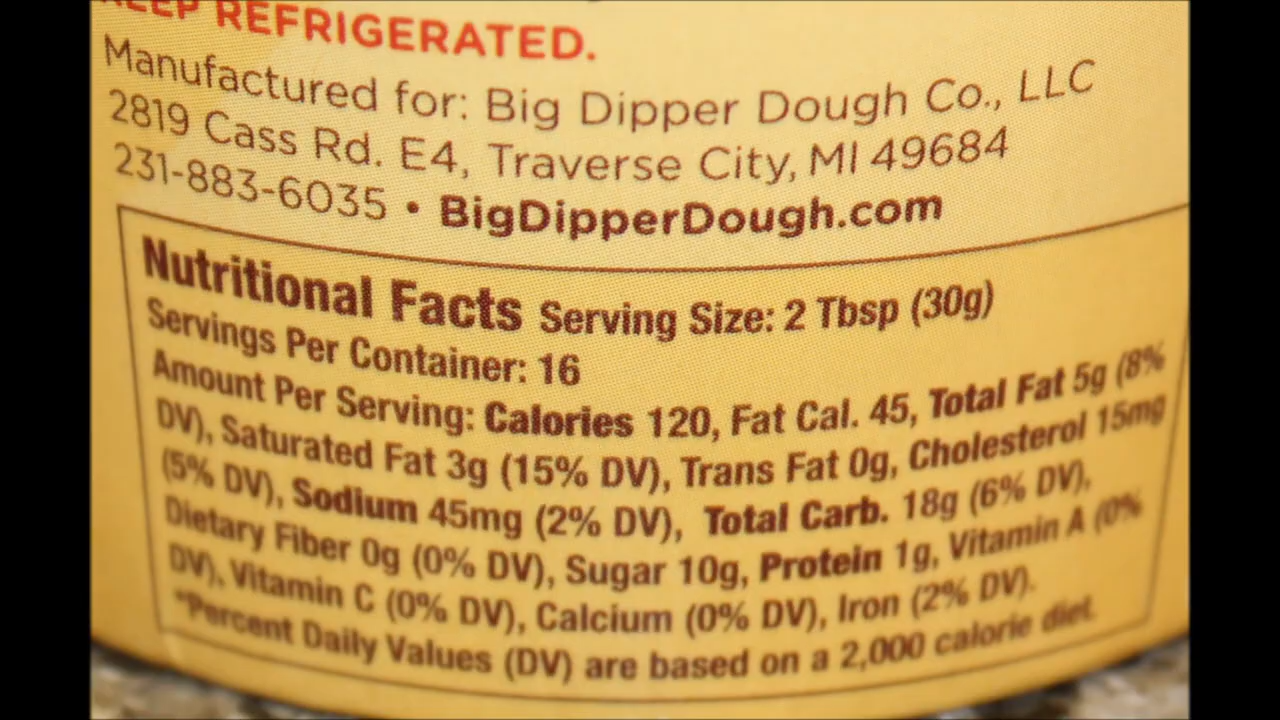 KEEP REFRIGERATED.
Manufactured for: Big Dipper Dough Co., LLC
2819 Cass Rd. E4, Traverse City, MI 49684
231-883-6035 • BigDipperDough.com
Nutritional Facts Serving Size: 2 Tbsp (30g)
Servings Per Container: 16
Amount Per Serving: Calories 120, Fat Cal. 45, Total Fat 5g (8%
DV), Saturated Fat 3g (15% DV), Trans Fat 0g, Cholesterol 15mg
(5% DV), Sodium 45mg (2% DV), Total Carb. 18g (6% DV),
Dietary Fiber 0g (0% DV), Sugar 10g, Protein 1g, Vitamin A (0%
DV), Vitamin C (0% DV), Calcium (0% DV), Iron (2% DV).
*Percent Daily Values (DV) are based on a 2,000 calorie diet.